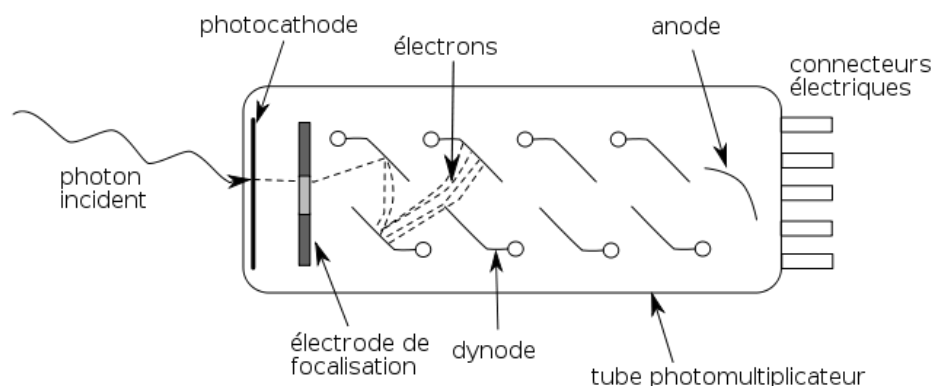 photocathode
électrons
anode
connecteurs
électriques
photon
incident
électrode de
focalisation
dynode
tube photomultiplicateur